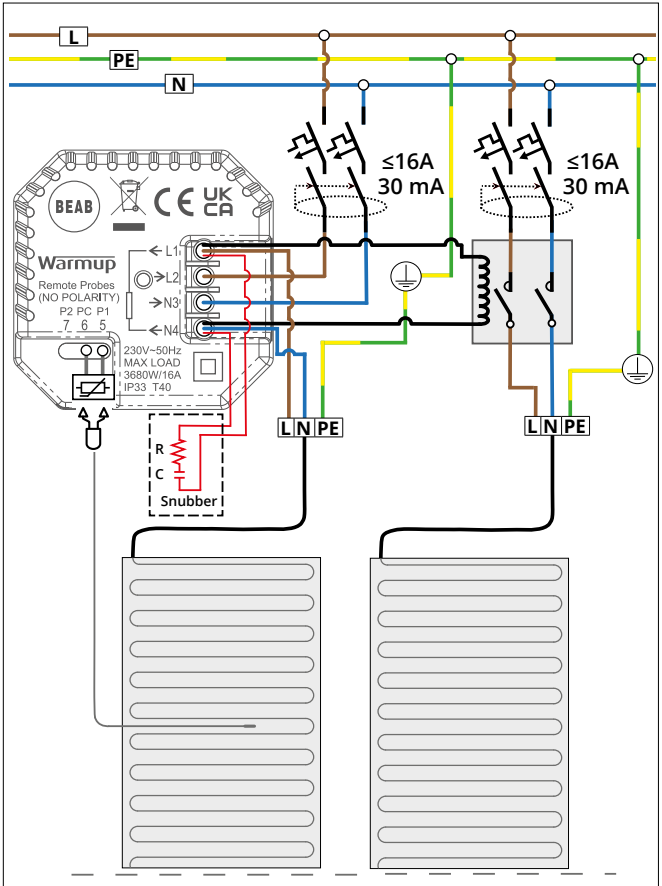 L
PE
N
≤16A
30 mA
≤16A
30 mA
BEAB
CE UK
CA
Warmup
Remote Probes
(NO POLARITY)
P2 PC P1
7 6 5
L1
L2
N3
N4
230V~50Hz
MAX LOAD
3680W/16A
IP33 T40
R
C
Snubber
L N PE
L N PE